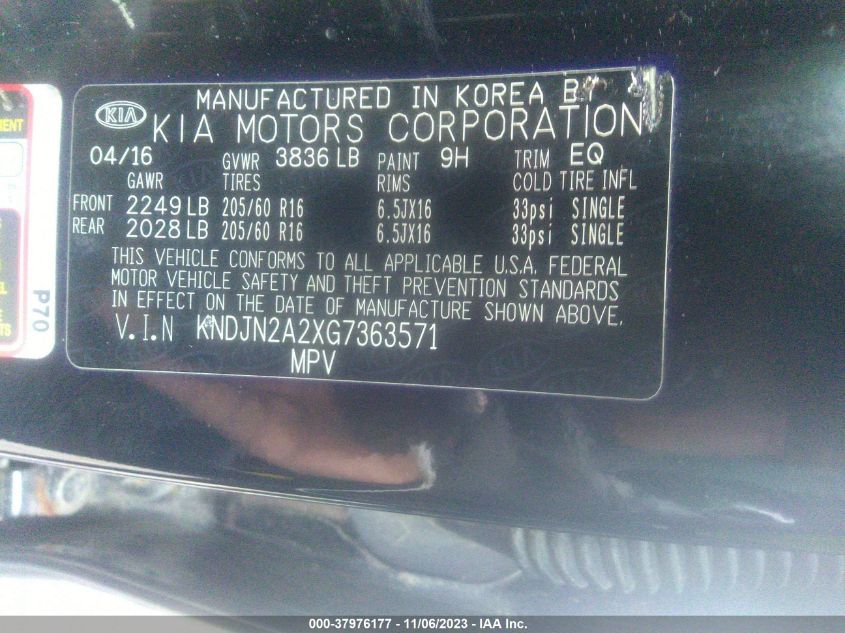 MANUFACTURED IN KOREA BY
KIA KIA MOTORS CORPORATION
04/16 GVWR 3836 LB PAINT 9H TRIM EQ
GAWR TIRES RIMS COLD TIRE INFL
FRONT 2249 LB 205/60 R16 6.5JX16 33psi SINGLE
REAR 2028 LB 205/60 R16 6.5JX16 33psi SINGLE
THIS VEHICLE CONFORMS TO ALL APPLICABLE U.S.A. FEDERAL
MOTOR VEHICLE SAFETY AND THEFT PREVENTION STANDARDS
IN EFFECT ON THE DATE OF MANUFACTURE SHOWN ABOVE.
V.I.N KNDJN2A2XG7363571
MPV
P70
000-37976177 - 11/06/2023 - IAA Inc.